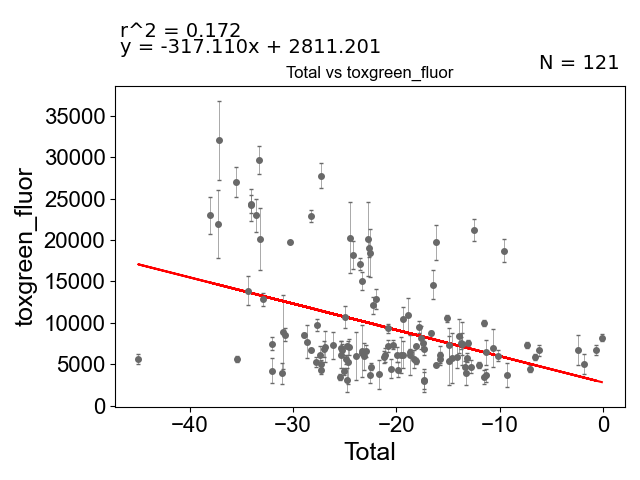 r^2 = 0.172
y = -317.110x + 2811.201
N = 121
Total vs toxgreen_fluor
35000
30000
25000
20000
15000
10000
5000
0
toxgreen_fluor
−40
−30
−20
−10
0
Total